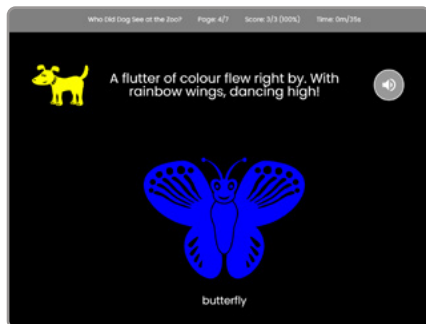 Who Did Dog See at the Zoo? Page: 4/7 Score: 3/3 (100%) Time: 0m/35s
A flutter of colour flew right by. With
rainbow wings, dancing high!
butterfly